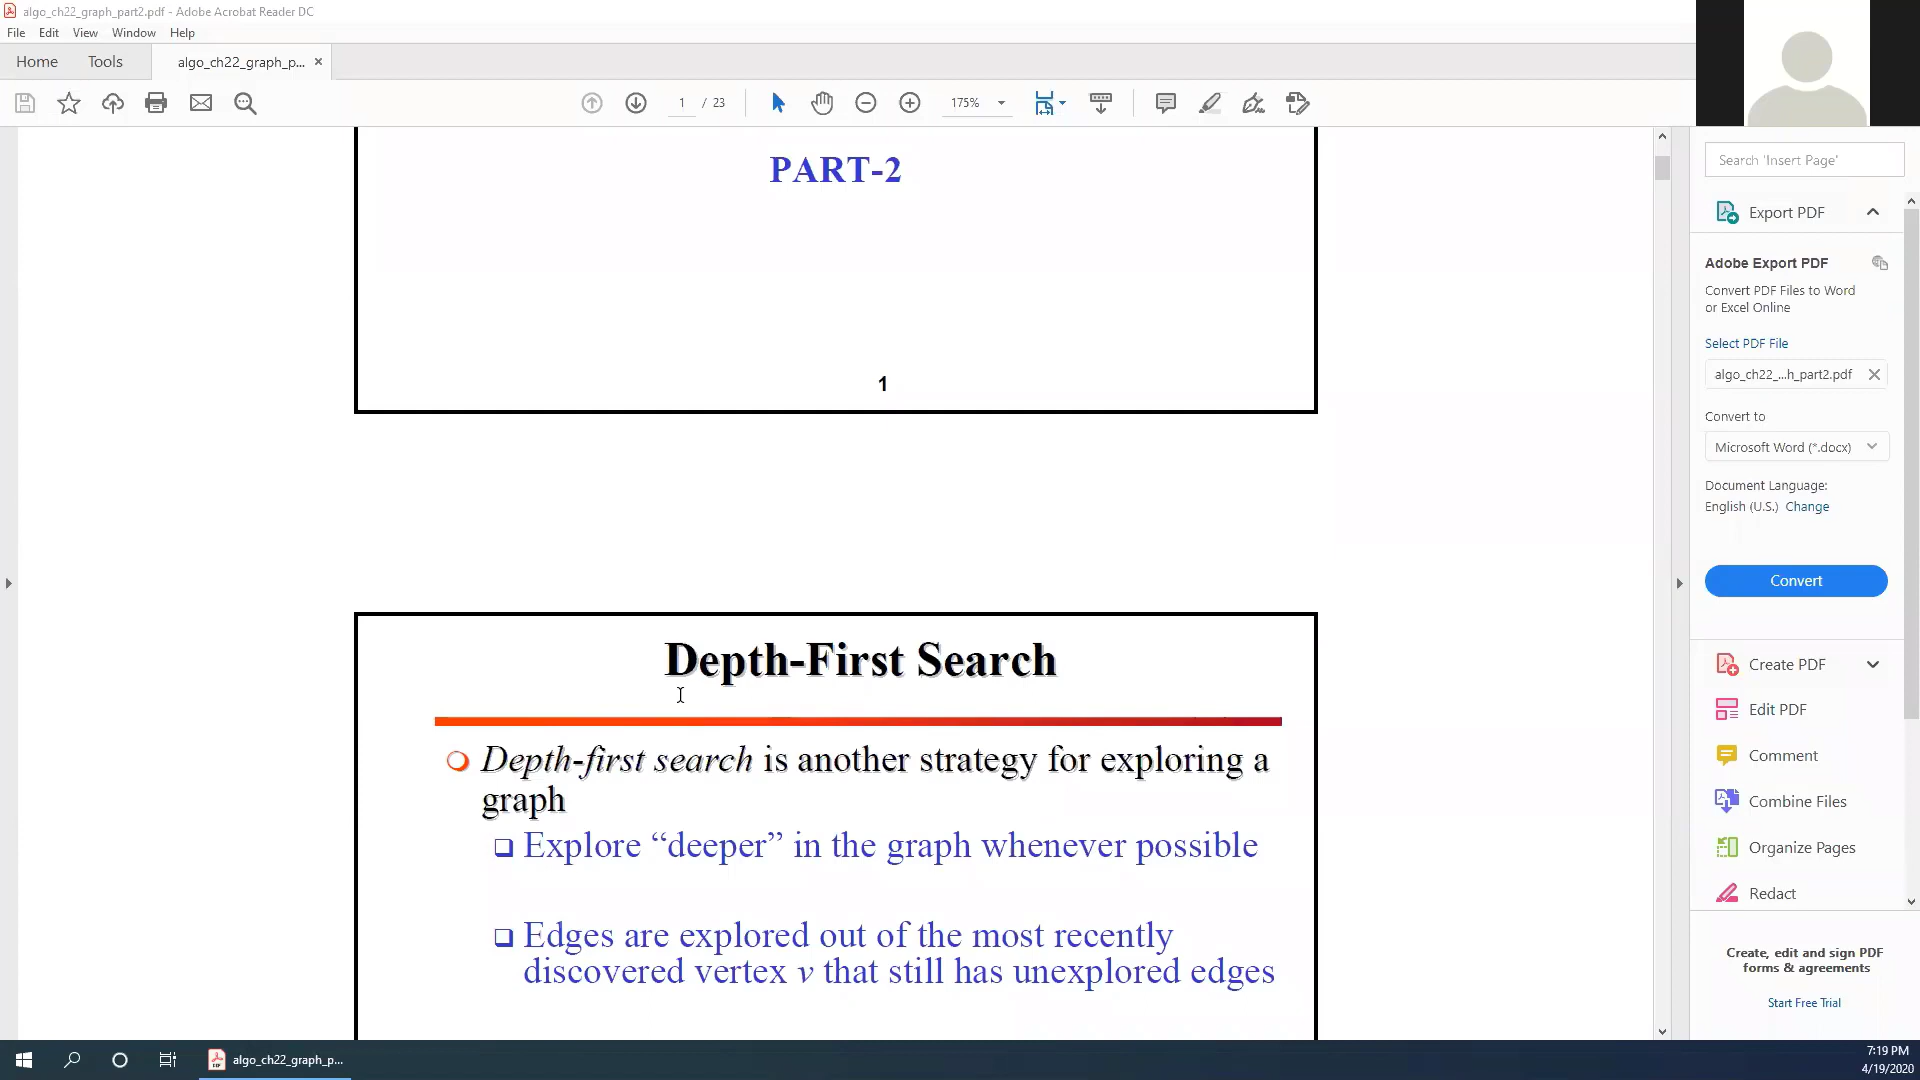 algo_ch22_graph_part2.pdf - Adobe Acrobat Reader DC
File Edit View Window Help
Home Tools algo_ch22_graph_p... ×
1 / 23 175%
PART-2
1
Depth-First Search
Depth-first search is another strategy for exploring a
graph
Explore “deeper” in the graph whenever possible
Edges are explored out of the most recently
discovered vertex v that still has unexplored edges
Search 'Insert Page'
Export PDF
Adobe Export PDF
Convert PDF Files to Word
or Excel Online
Select PDF File
algo_ch22_...h_part2.pdf
Convert to
Microsoft Word (*.docx)
Document Language:
English (U.S.) Change
Convert
Create PDF
Edit PDF
Comment
Combine Files
Organize Pages
Redact
Create, edit and sign PDF
forms & agreements
Start Free Trial
algo_ch22_graph_p...
7:19 PM
4/19/2020